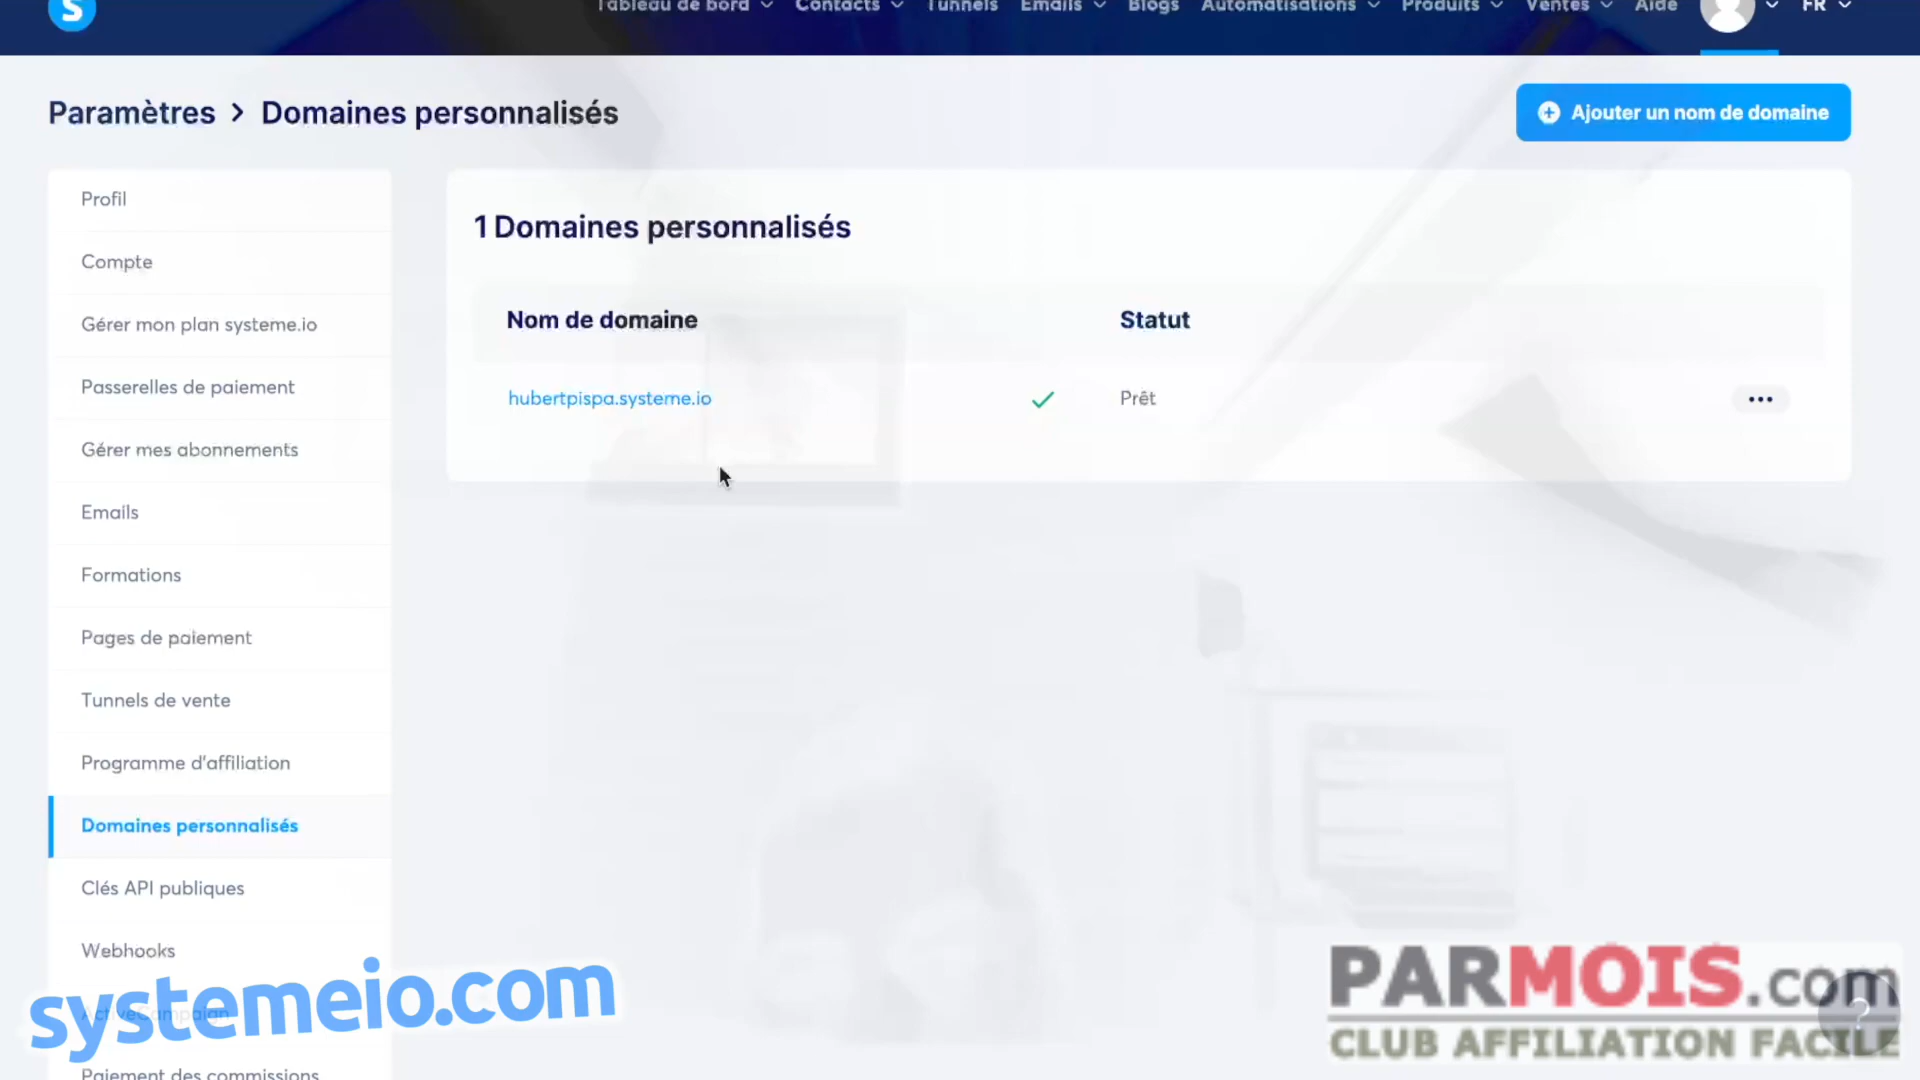 S Tableau de bord Contacts Tunnels Emails Blogs Automatisations Produits Ventes Aide FR
Paramètres > Domaines personnalisés
Ajouter un nom de domaine
Profil
Compte
Gérer mon plan systeme.io
Passerelles de paiement
Gérer mes abonnements
Emails
Formations
Pages de paiement
Tunnels de vente
Programme d'affiliation
Domaines personnalisés
Clés API publiques
Webhooks
ActiveCampaign
Paiement des commissions
1 Domaines personnalisés
Nom de domaine Statut
hubertpispa.systeme.io Prêt
systemeio.com
PARMOIS.com
CLUB AFFILIATION FACILE
?